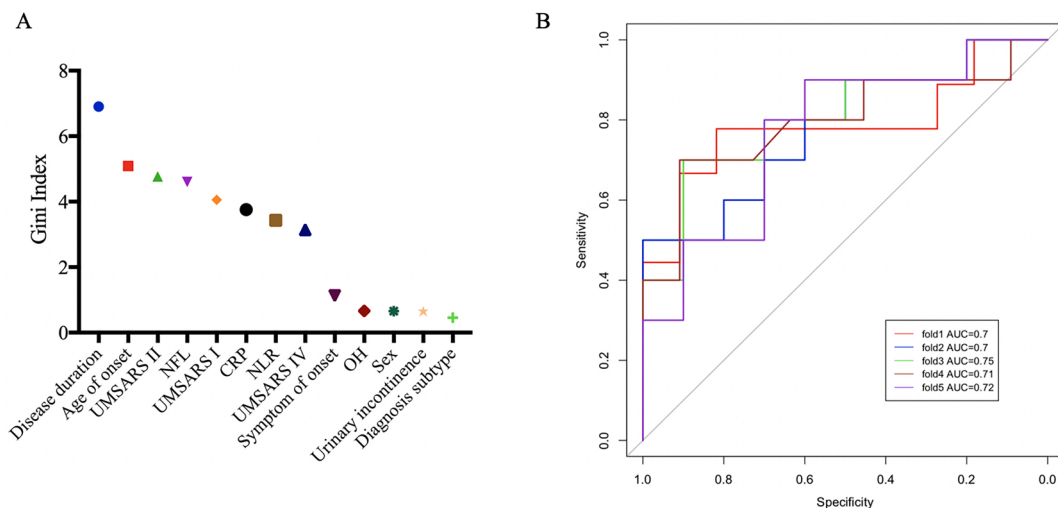 A
B
Gini Index
8
6
4
2
0
Disease duration
Age of onset
UMSARS II
NFL
UMSARS I
CRP
NLR
UMSARS IV
Symptom of onset
OH
Sex
Urinary incontinence
Diagnosis subtype
Sensitivity
1.0
0.8
0.6
0.4
0.2
0.0
fold1 AUC=0.7
fold2 AUC=0.7
fold3 AUC=0.75
fold4 AUC=0.71
fold5 AUC=0.72
1.0 0.8 0.6 0.4 0.2 0.0
Specificity